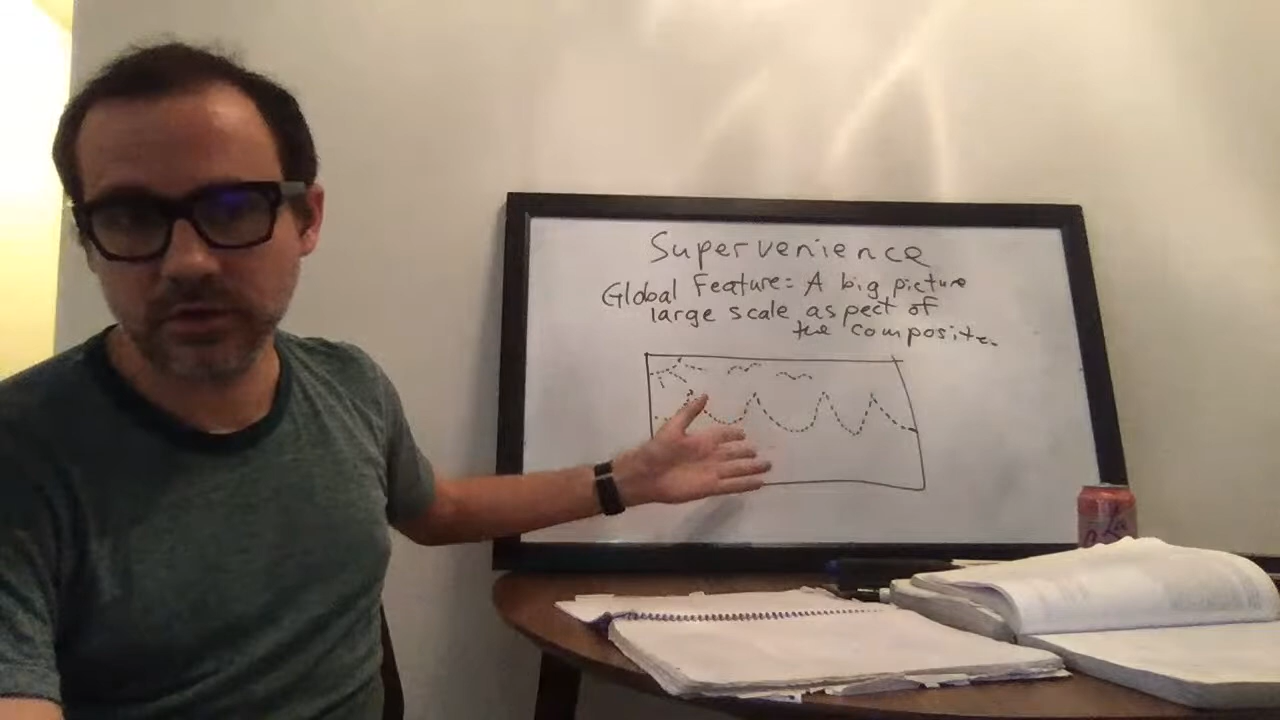 Supervenience
Global Feature = A big picture
large scale aspect of
the composite.